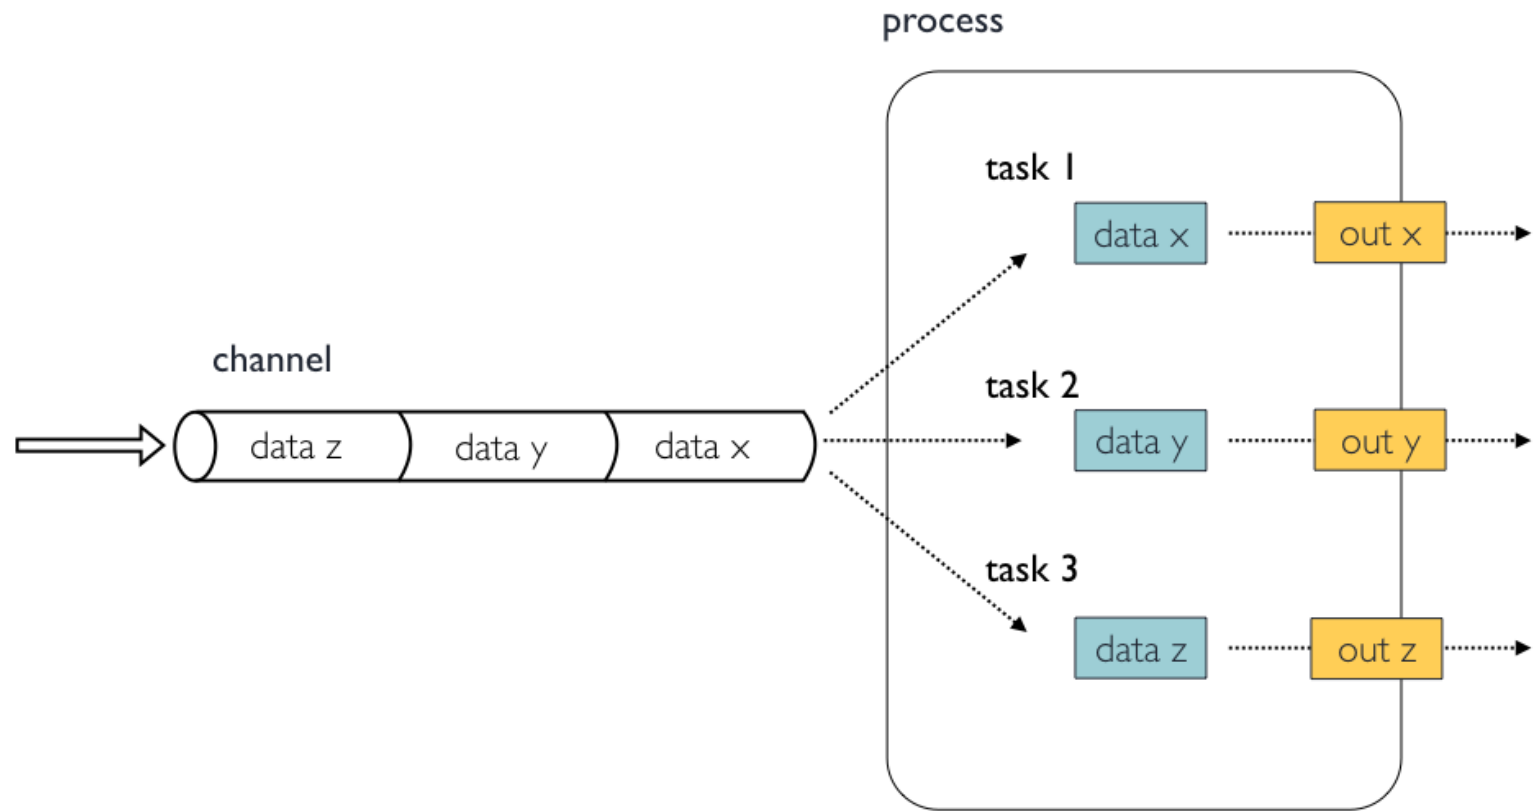 process
task 1
data x
out x
channel
task 2
data z
data y
data x
data y
out y
task 3
data z
out z